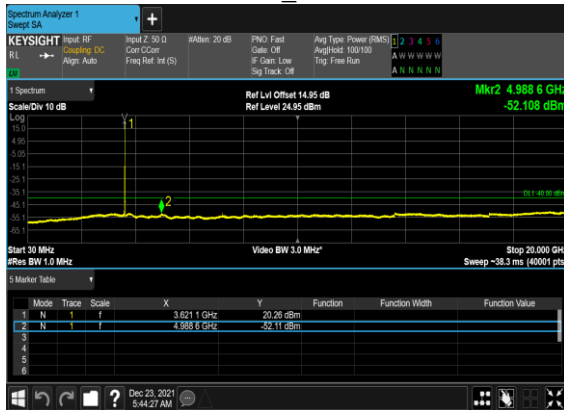 Spectrum Analyzer 1
Swept SA
KEYSIGHT Input: RF Input Z: 50 Ω #Atten: 20 dB PNO: Fast Avg Type: Power (RMS) 1 2 3 4 5 6
RL Coupling: DC Corr CCorr Gate: Off Avg|Hold: 100/100 A W W W W W
Align: Auto Freq Ref: Int (S) IF Gain: Low Trig: Free Run
Sig Track: Off A N N N N N
LXI
1 Spectrum Ref Lvl Offset 14.95 dB Mkr2 4.988 6 GHz
Scale/Div 10 dB Ref Level 24.95 dBm -52.108 dBm
Log
15.0
1
4.95
-5.05
-15.1
-25.1
-35.1
DL1 -40.00 dBm
-45.1
2
-55.1
-65.1
Start 30 MHz Video BW 3.0 MHz* Stop 20.000 GHz
#Res BW 1.0 MHz Sweep ~38.3 ms (40001 pts)
5 Marker Table
Mode Trace Scale X Y Function Function Width Function Value
1 N 1 f 3.621 1 GHz 20.26 dBm
2 N 1 f 4.988 6 GHz -52.11 dBm
3
4
5
6
? Dec 23, 2021
5:44:27 AM